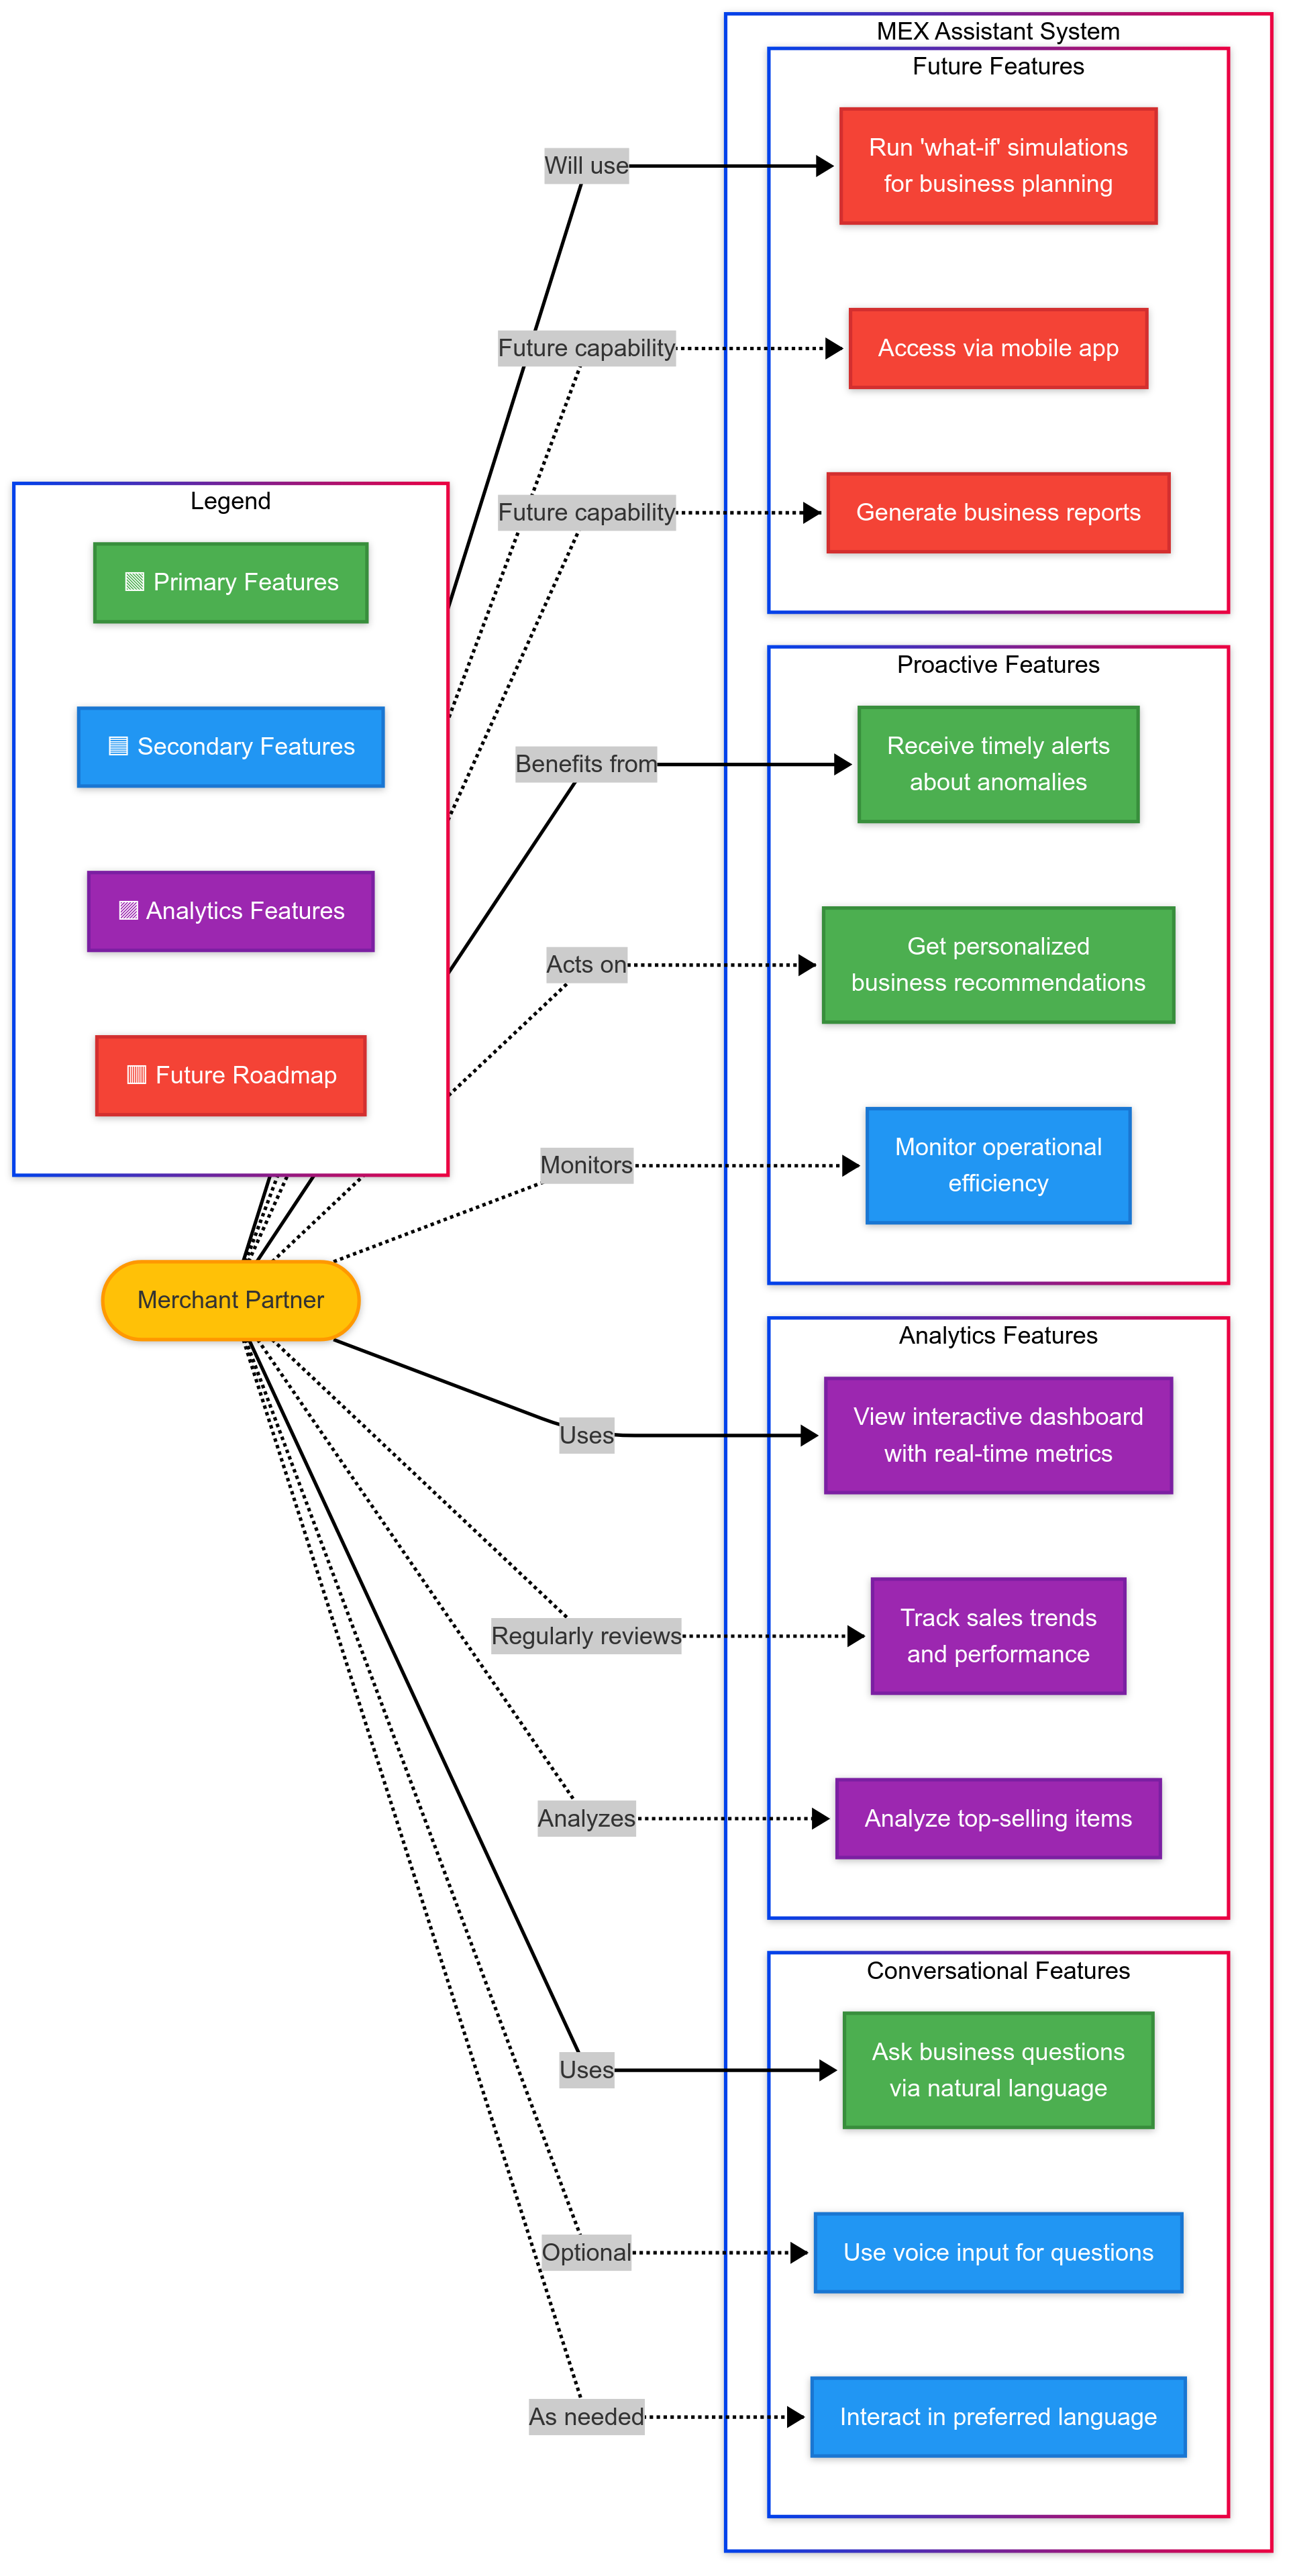 MEX Assistant System
Future Features
Will use
Run 'what-if' simulations
for business planning
Future capability
Access via mobile app
Future capability
Generate business reports
Legend
Primary Features
Secondary Features
Analytics Features
Future Roadmap
Proactive Features
Benefits from
Receive timely alerts
about anomalies
Acts on
Get personalized
business recommendations
Monitors
Monitor operational
efficiency
Merchant Partner
Analytics Features
Uses
View interactive dashboard
with real-time metrics
Regularly reviews
Track sales trends
and performance
Analyzes
Analyze top-selling items
Conversational Features
Uses
Ask business questions
via natural language
Optional
Use voice input for questions
As needed
Interact in preferred language